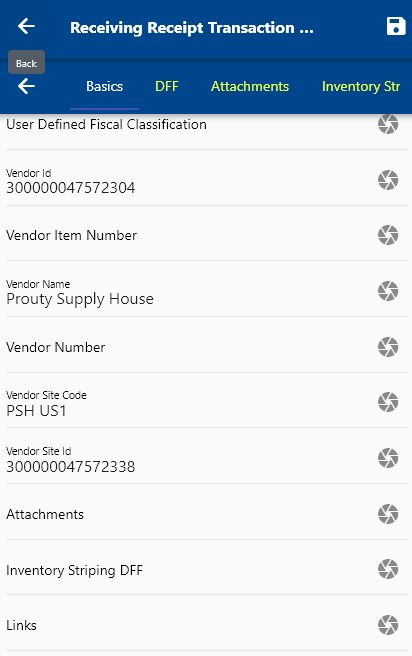 Receiving Receipt Transaction ...
Back
Basics DFF Attachments Inventory Str
User Defined Fiscal Classification
Vendor Id
300000047572304
Vendor Item Number
Vendor Name
Prouty Supply House
Vendor Number
Vendor Site Code
PSH US1
Vendor Site Id
300000047572338
Attachments
Inventory Striping DFF
Links